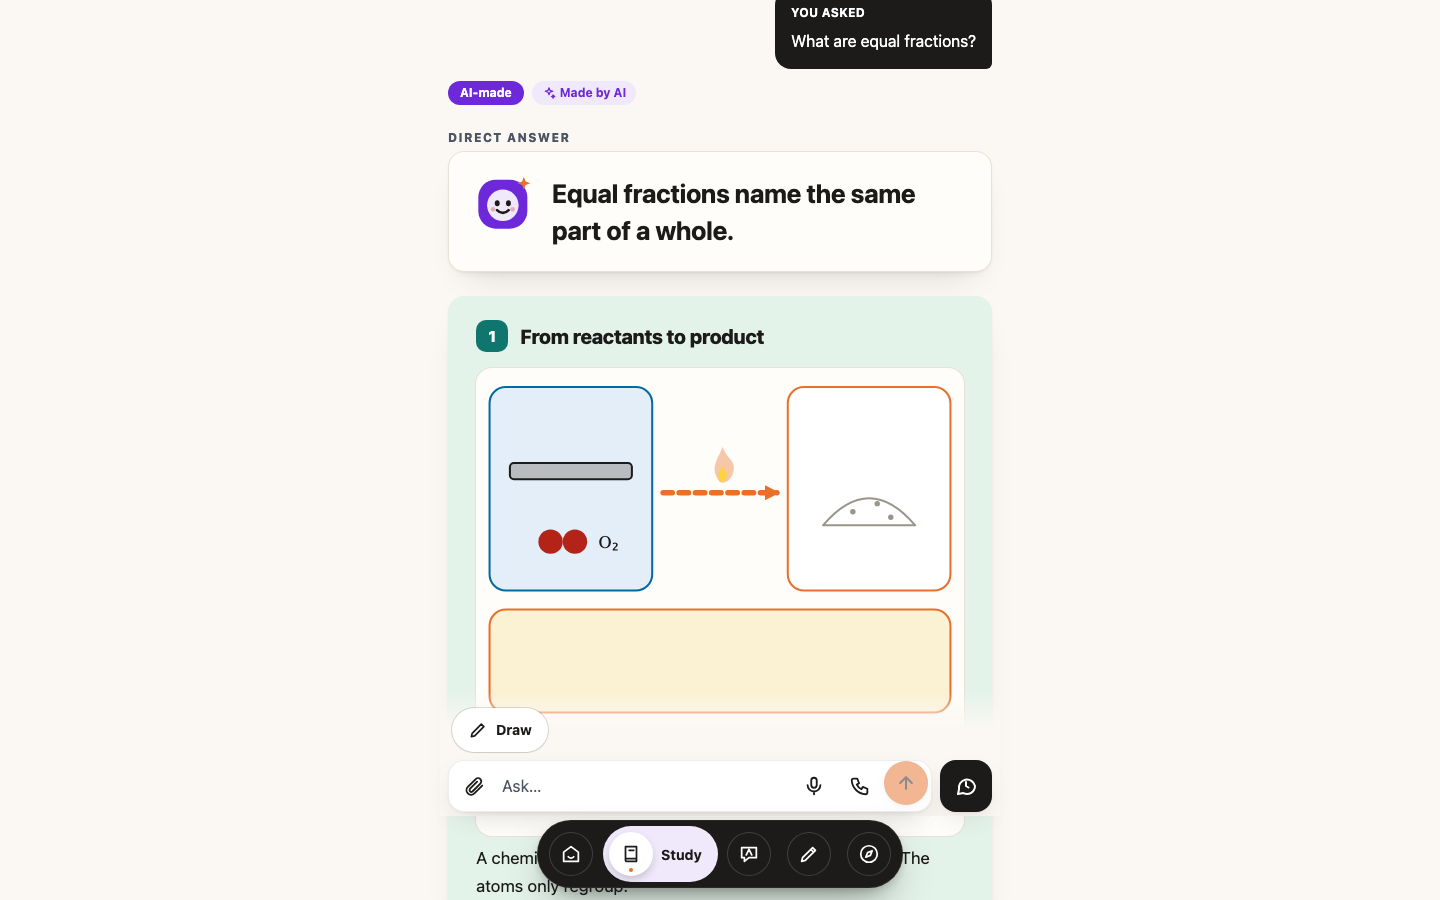 YOU ASKED
What are equal fractions?
AI-made
Made by AI
DIRECT ANSWER
Equal fractions name the same
part of a whole.
1 From reactants to product
O₂
Draw
Ask...
A chemi
The
Study
atoms only regroup.